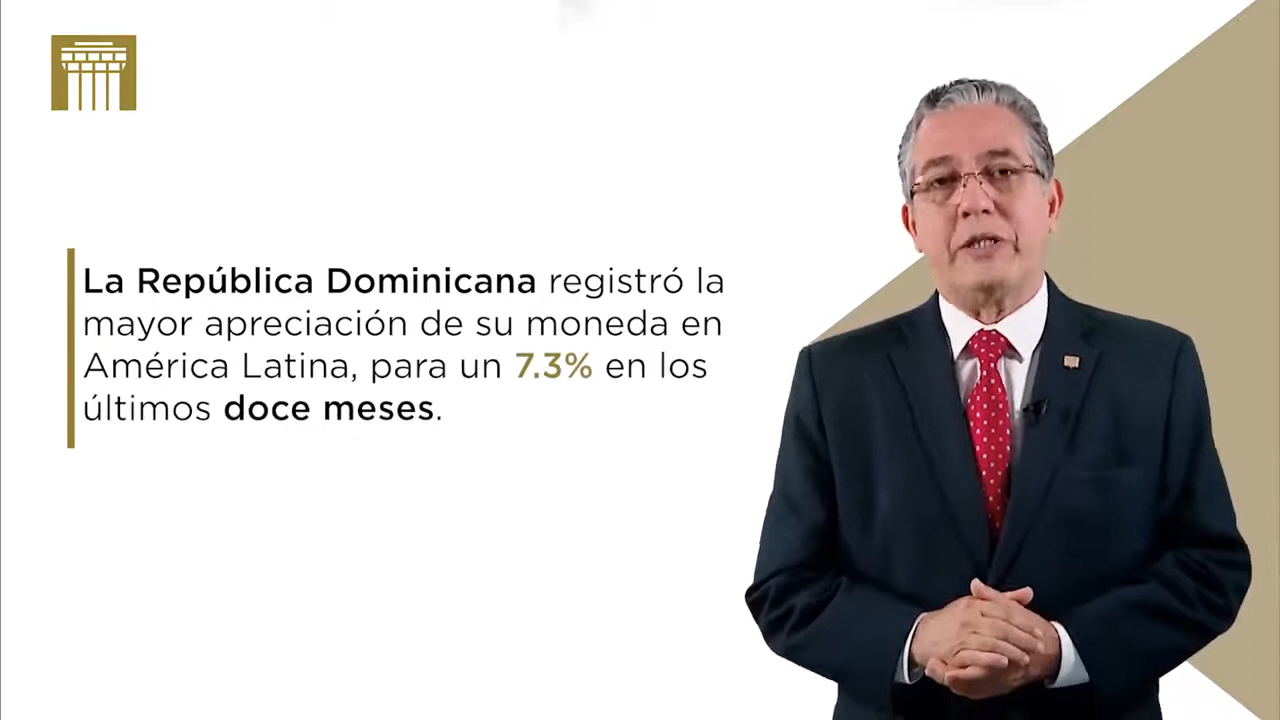 La República Dominicana registró la
mayor apreciación de su moneda en
América Latina, para un 7.3% en los
últimos doce meses.